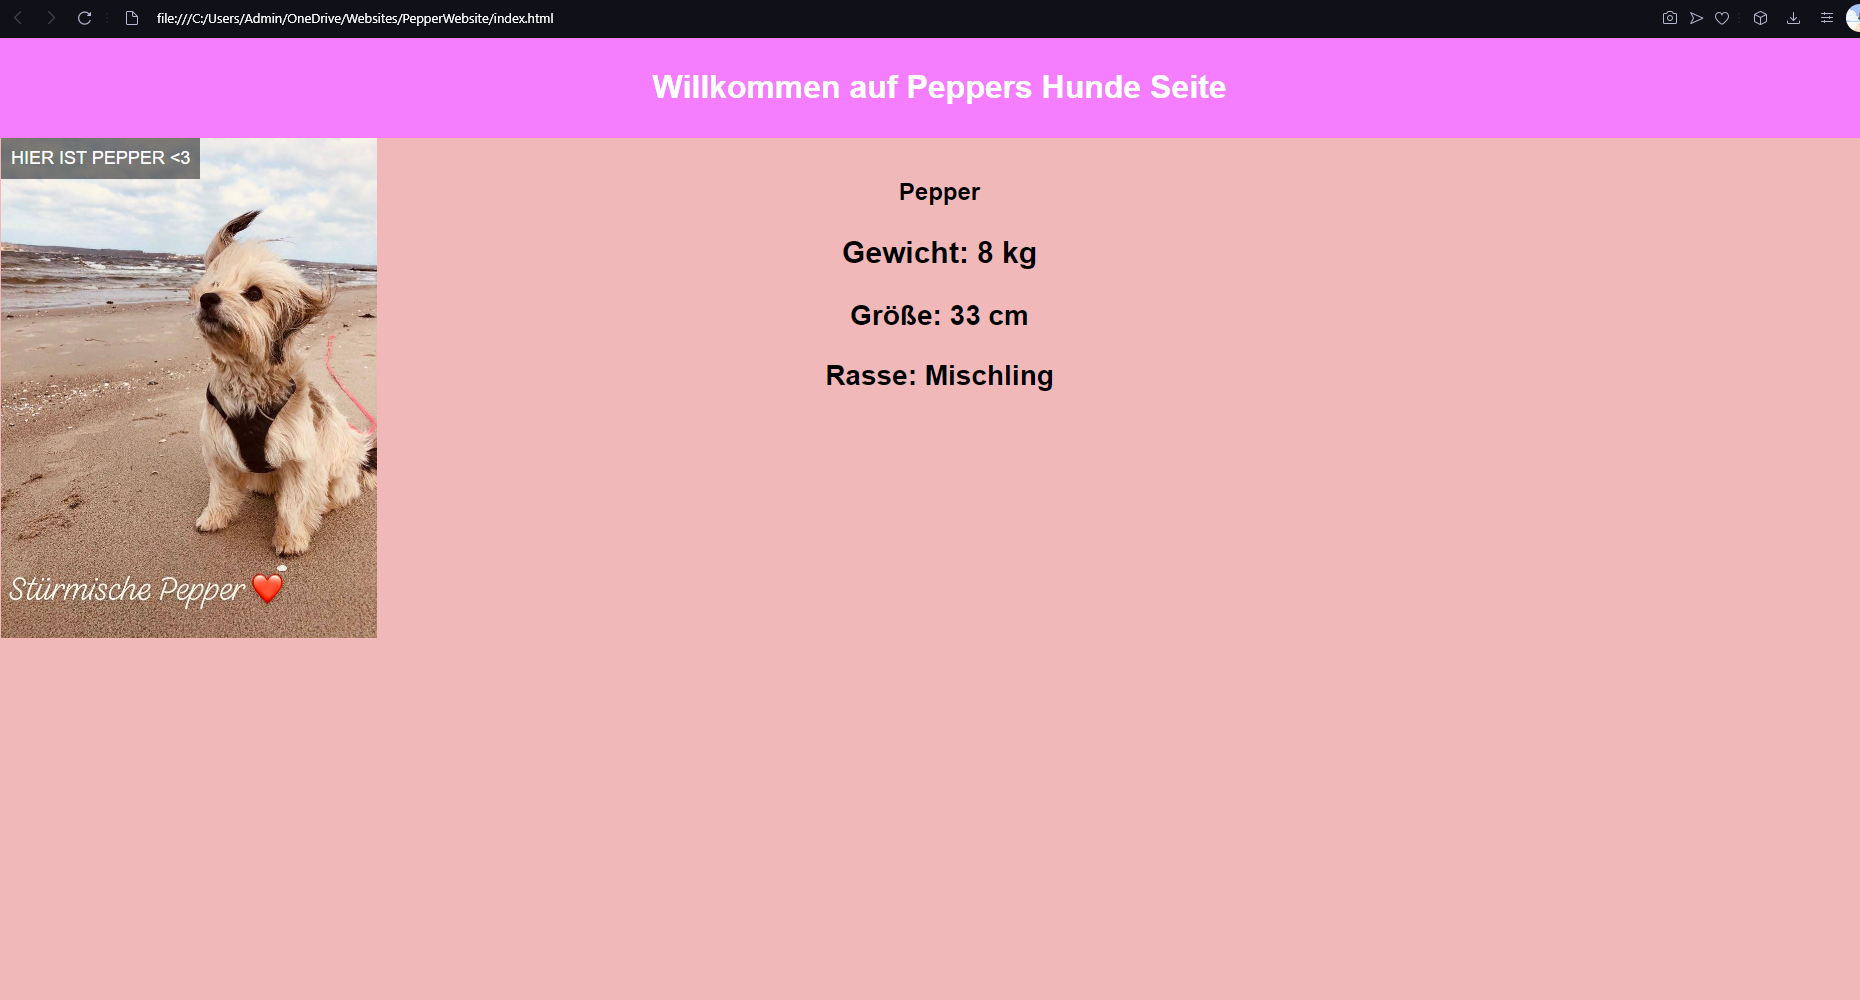 file:///C:/Users/Admin/OneDrive/Websites/PepperWebsite/index.html
Willkommen auf Peppers Hunde Seite
HIER IST PEPPER <3
Pepper
Gewicht: 8 kg
Größe: 33 cm
Rasse: Mischling
Stürmische Pepper ❤️